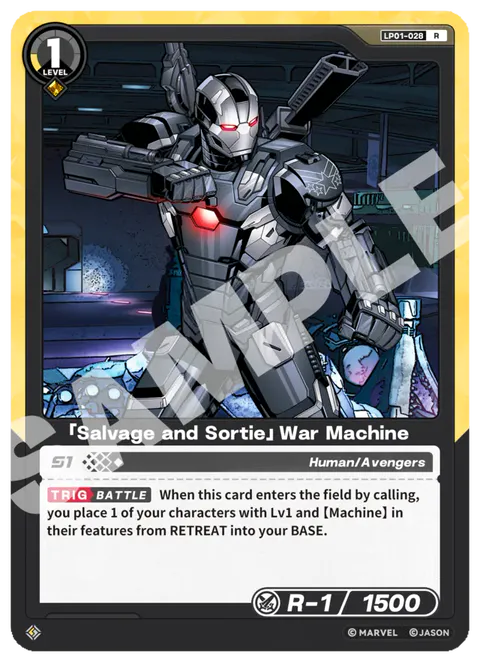 LP01-028 R
1
LEVEL
SAMPLE
「Salvage and Sortie」 War Machine
S1 Human/Avengers
TRIG BATTLE When this card enters the field by calling,
you place 1 of your characters with Lv1 and【Machine】in
their features from RETREAT into your BASE.
R-1/ 1500
©MARVEL ©JASON